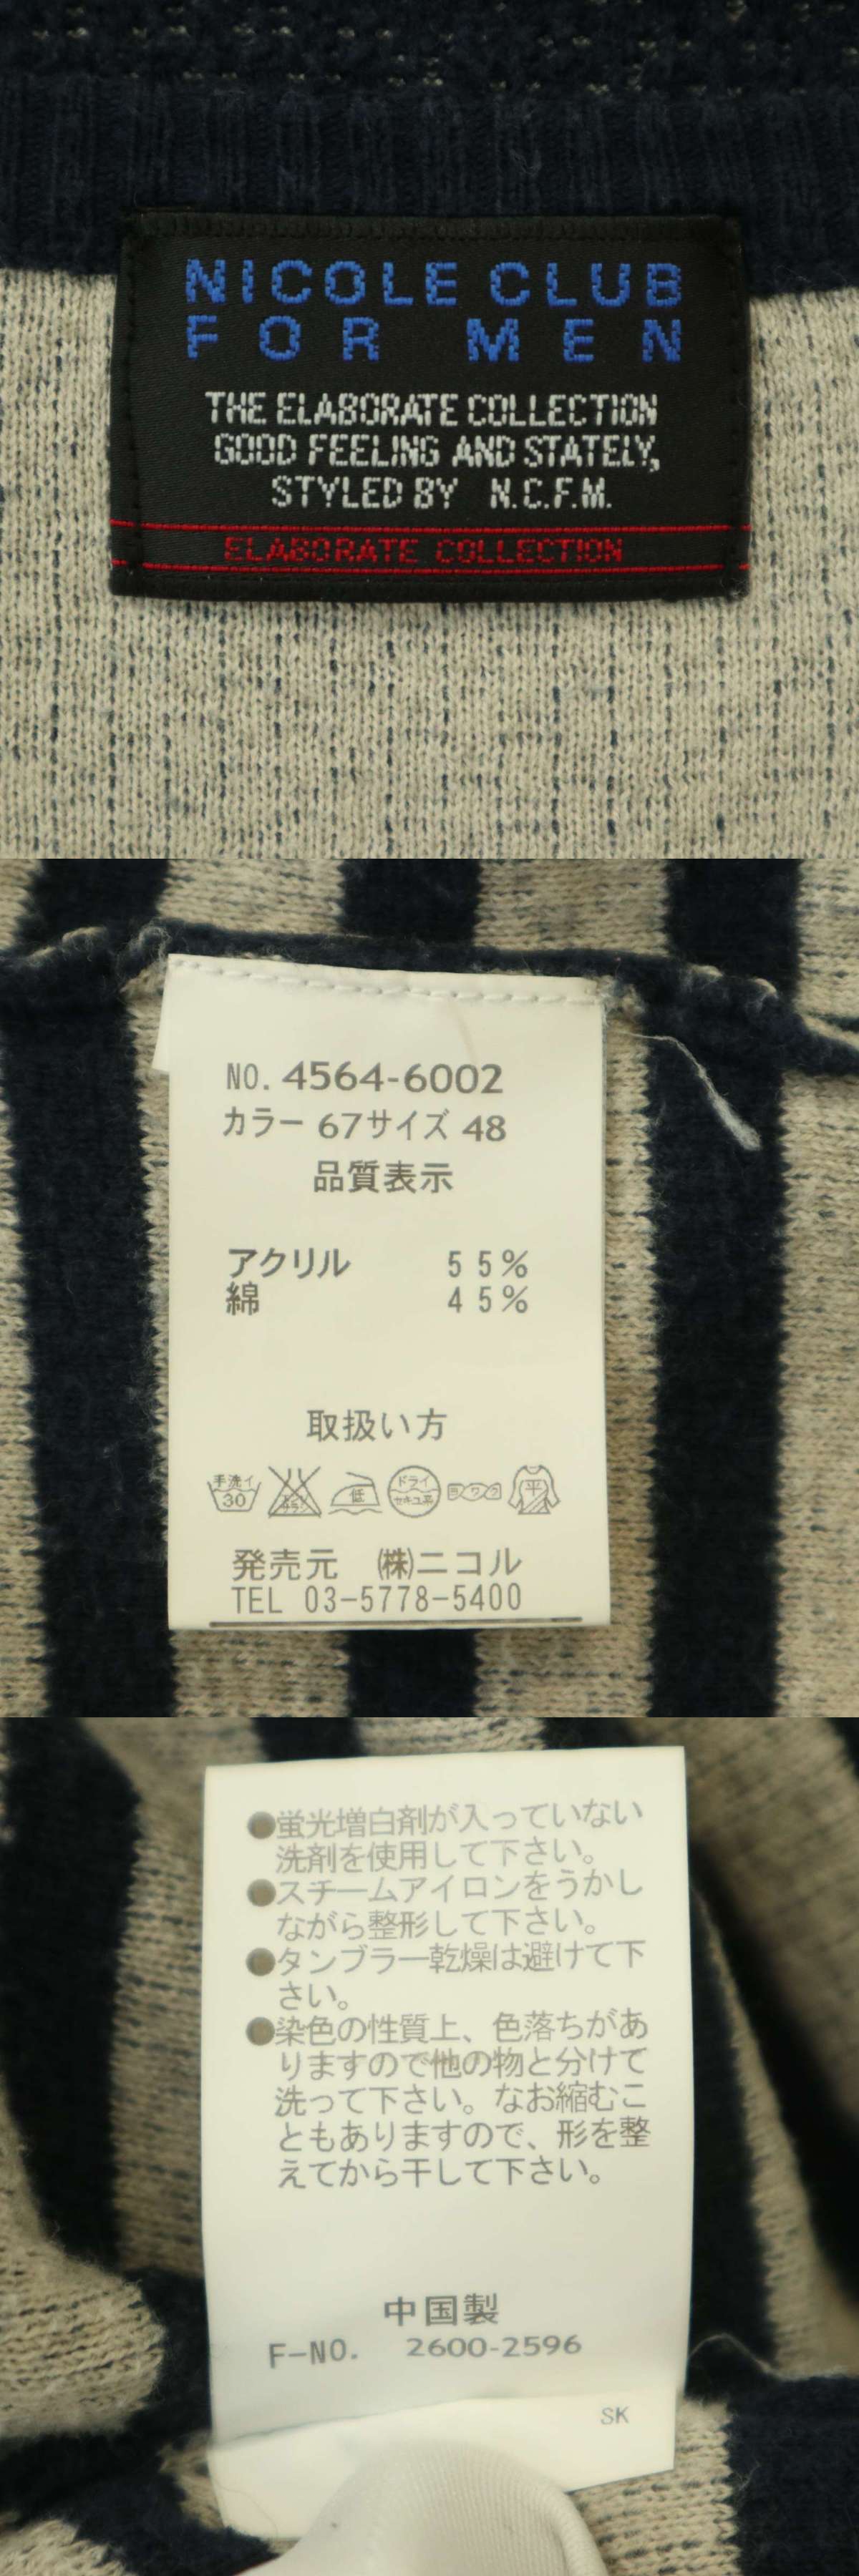 NICOLE CLUB
FOR MEN
THE ELABORATE COLLECTION
GOOD FEELING AND STATELY,
STYLED BY N.C.F.M.
ELABORATE COLLECTION
NO. 4564-6002
カラー 67サイズ 48
品質表示
アクリル 55%
綿 45%
取扱い方
手洗イ 30 低 ドライ セキユ系 ヨワク 平
発売元 ㈱ニコル
TEL 03-5778-5400
●蛍光増白剤が入っていない
洗剤を使用して下さい。
●スチームアイロンをうかし
ながら整形して下さい。
●タンブラー乾燥は避けて下
さい。
●染色の性質上、色落ちがあ
りますので他の物と分けて
洗って下さい。なお縮むこ
ともありますので、形を整
えてから干して下さい。
中国製
F-NO. 2600-2596
SK